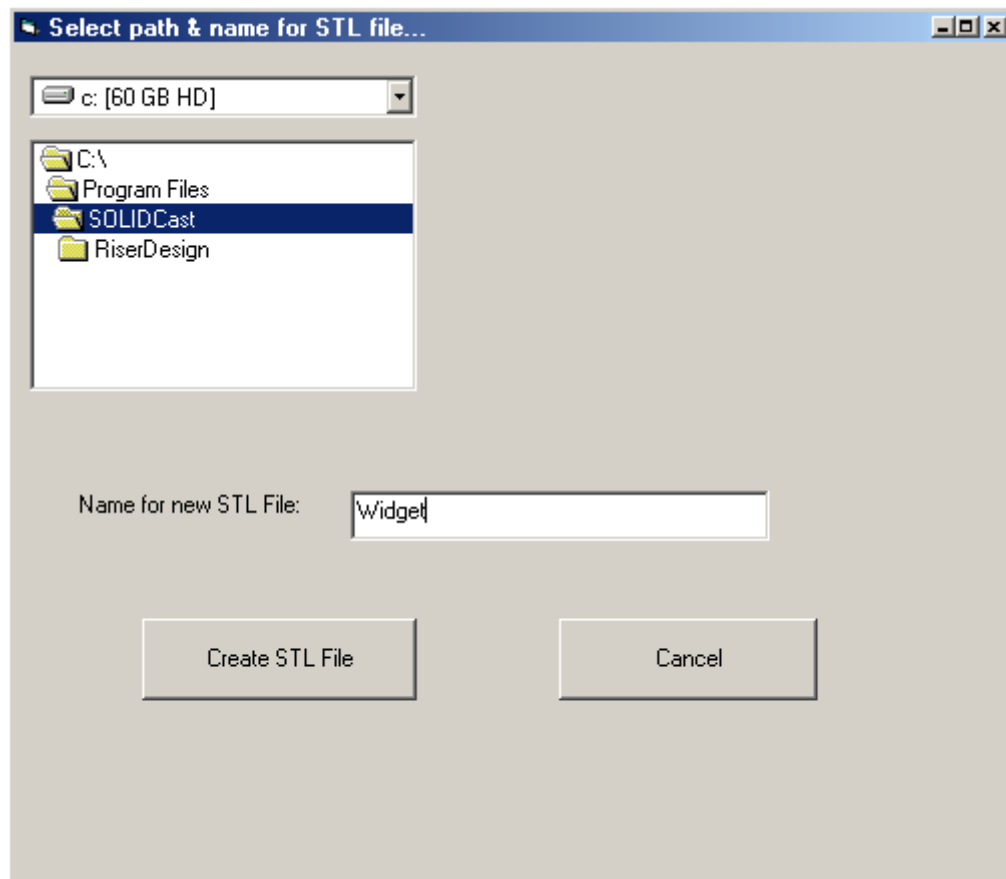 Select path & name for STL file...
c: [60 GB HD]
C:\
Program Files
SOLIDCast
RiserDesign
Name for new STL File:
Widget
Create STL File
Cancel